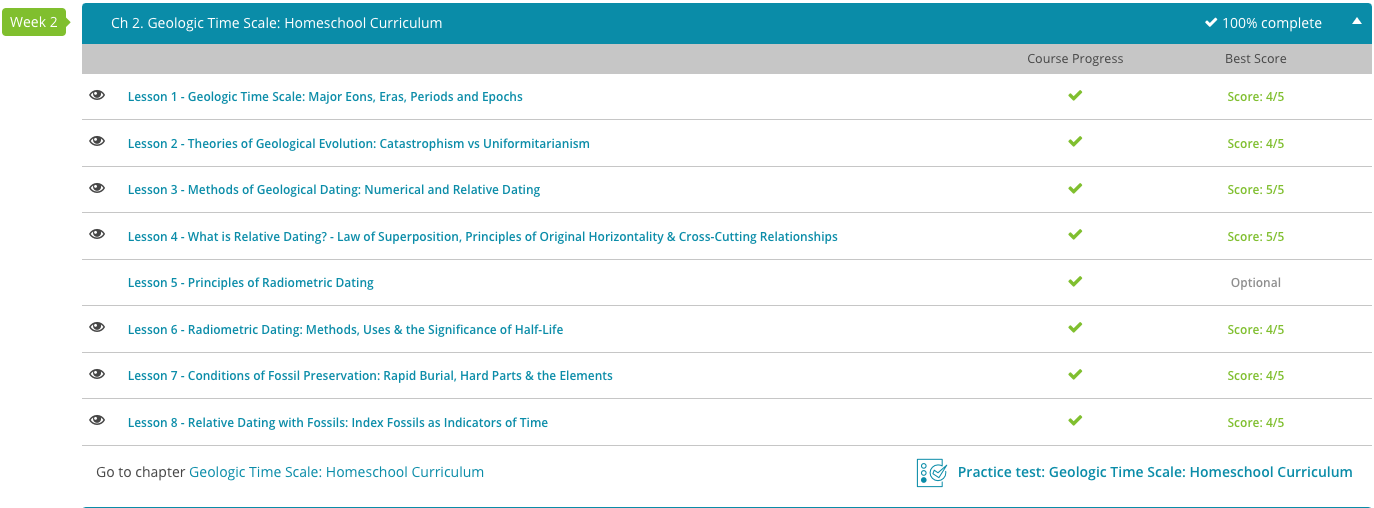 Week 2
Ch 2. Geologic Time Scale: Homeschool Curriculum 100% complete
Course Progress Best Score
Lesson 1 - Geologic Time Scale: Major Eons, Eras, Periods and Epochs Score: 4/5
Lesson 2 - Theories of Geological Evolution: Catastrophism vs Uniformitarianism Score: 4/5
Lesson 3 - Methods of Geological Dating: Numerical and Relative Dating Score: 5/5
Lesson 4 - What is Relative Dating? - Law of Superposition, Principles of Original Horizontality & Cross-Cutting Relationships Score: 5/5
Lesson 5 - Principles of Radiometric Dating Optional
Lesson 6 - Radiometric Dating: Methods, Uses & the Significance of Half-Life Score: 4/5
Lesson 7 - Conditions of Fossil Preservation: Rapid Burial, Hard Parts & the Elements Score: 4/5
Lesson 8 - Relative Dating with Fossils: Index Fossils as Indicators of Time Score: 4/5
Go to chapter Geologic Time Scale: Homeschool Curriculum Practice test: Geologic Time Scale: Homeschool Curriculum